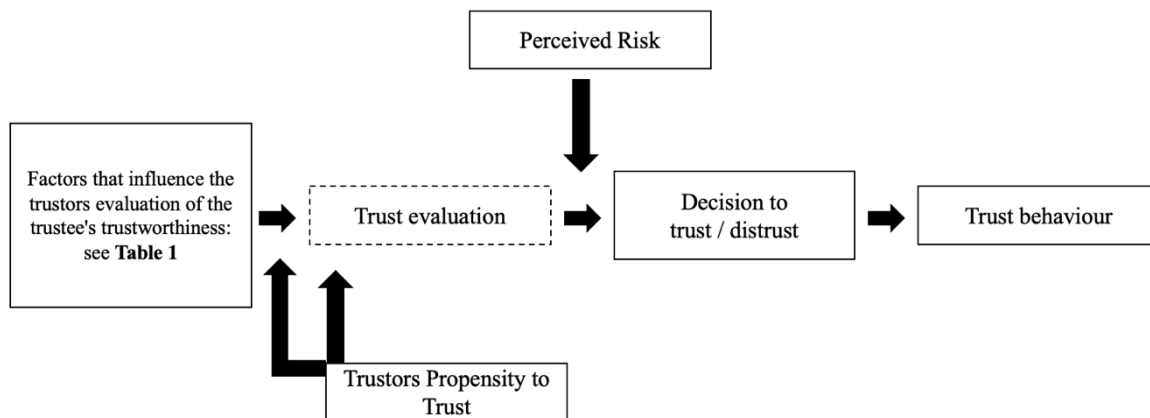 Perceived Risk
Factors that influence the
trustors evaluation of the
trustee's trustworthiness:
see Table 1
Trust evaluation
Decision to
trust / distrust
Trust behaviour
Trustors Propensity to
Trust